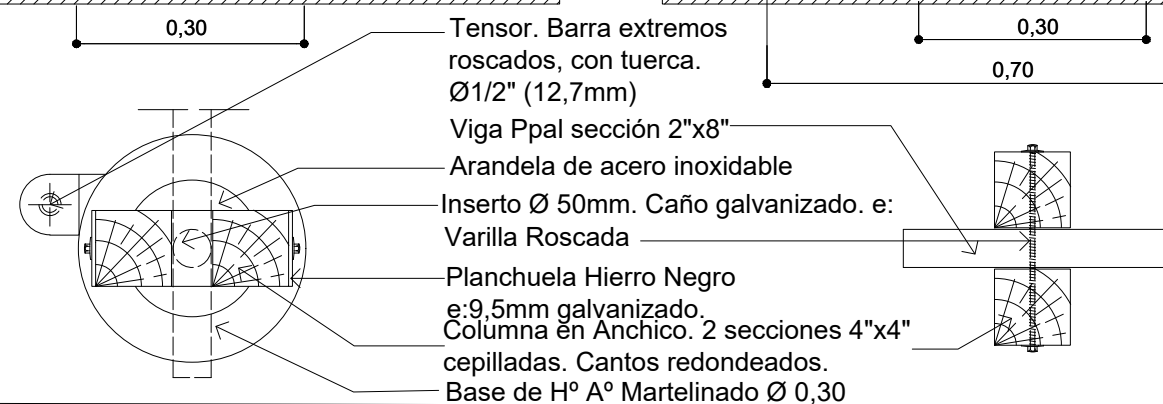 0,30
0,30
0,70
Tensor. Barra extremos
roscados, con tuerca.
Ø1/2" (12,7mm)
Viga Ppal sección 2"x8"
Arandela de acero inoxidable
Inserto Ø 50mm. Caño galvanizado. e:
Varilla Roscada
Planchuela Hierro Negro
e:9,5mm galvanizado.
Columna en Anchico. 2 secciones 4"x4"
cepilladas. Cantos redondeados.
Base de Hº Aº Martelinado Ø 0,30